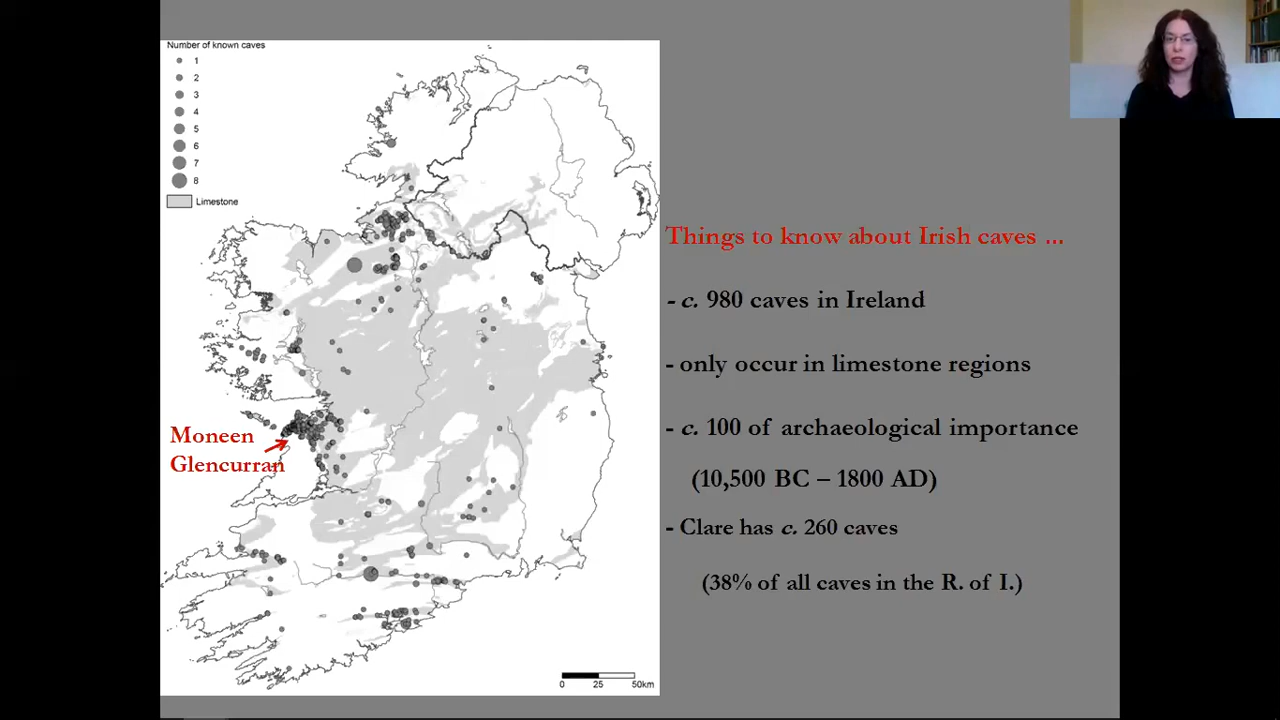 Number of known caves
1
2
3
4
5
6
7
8
Limestone
Moneen
Glencurran
0 25 50km
Things to know about Irish caves ...
- c. 980 caves in Ireland
- only occur in limestone regions
- c. 100 of archaeological importance
(10,500 BC – 1800 AD)
- Clare has c. 260 caves
(38% of all caves in the R. of I.)